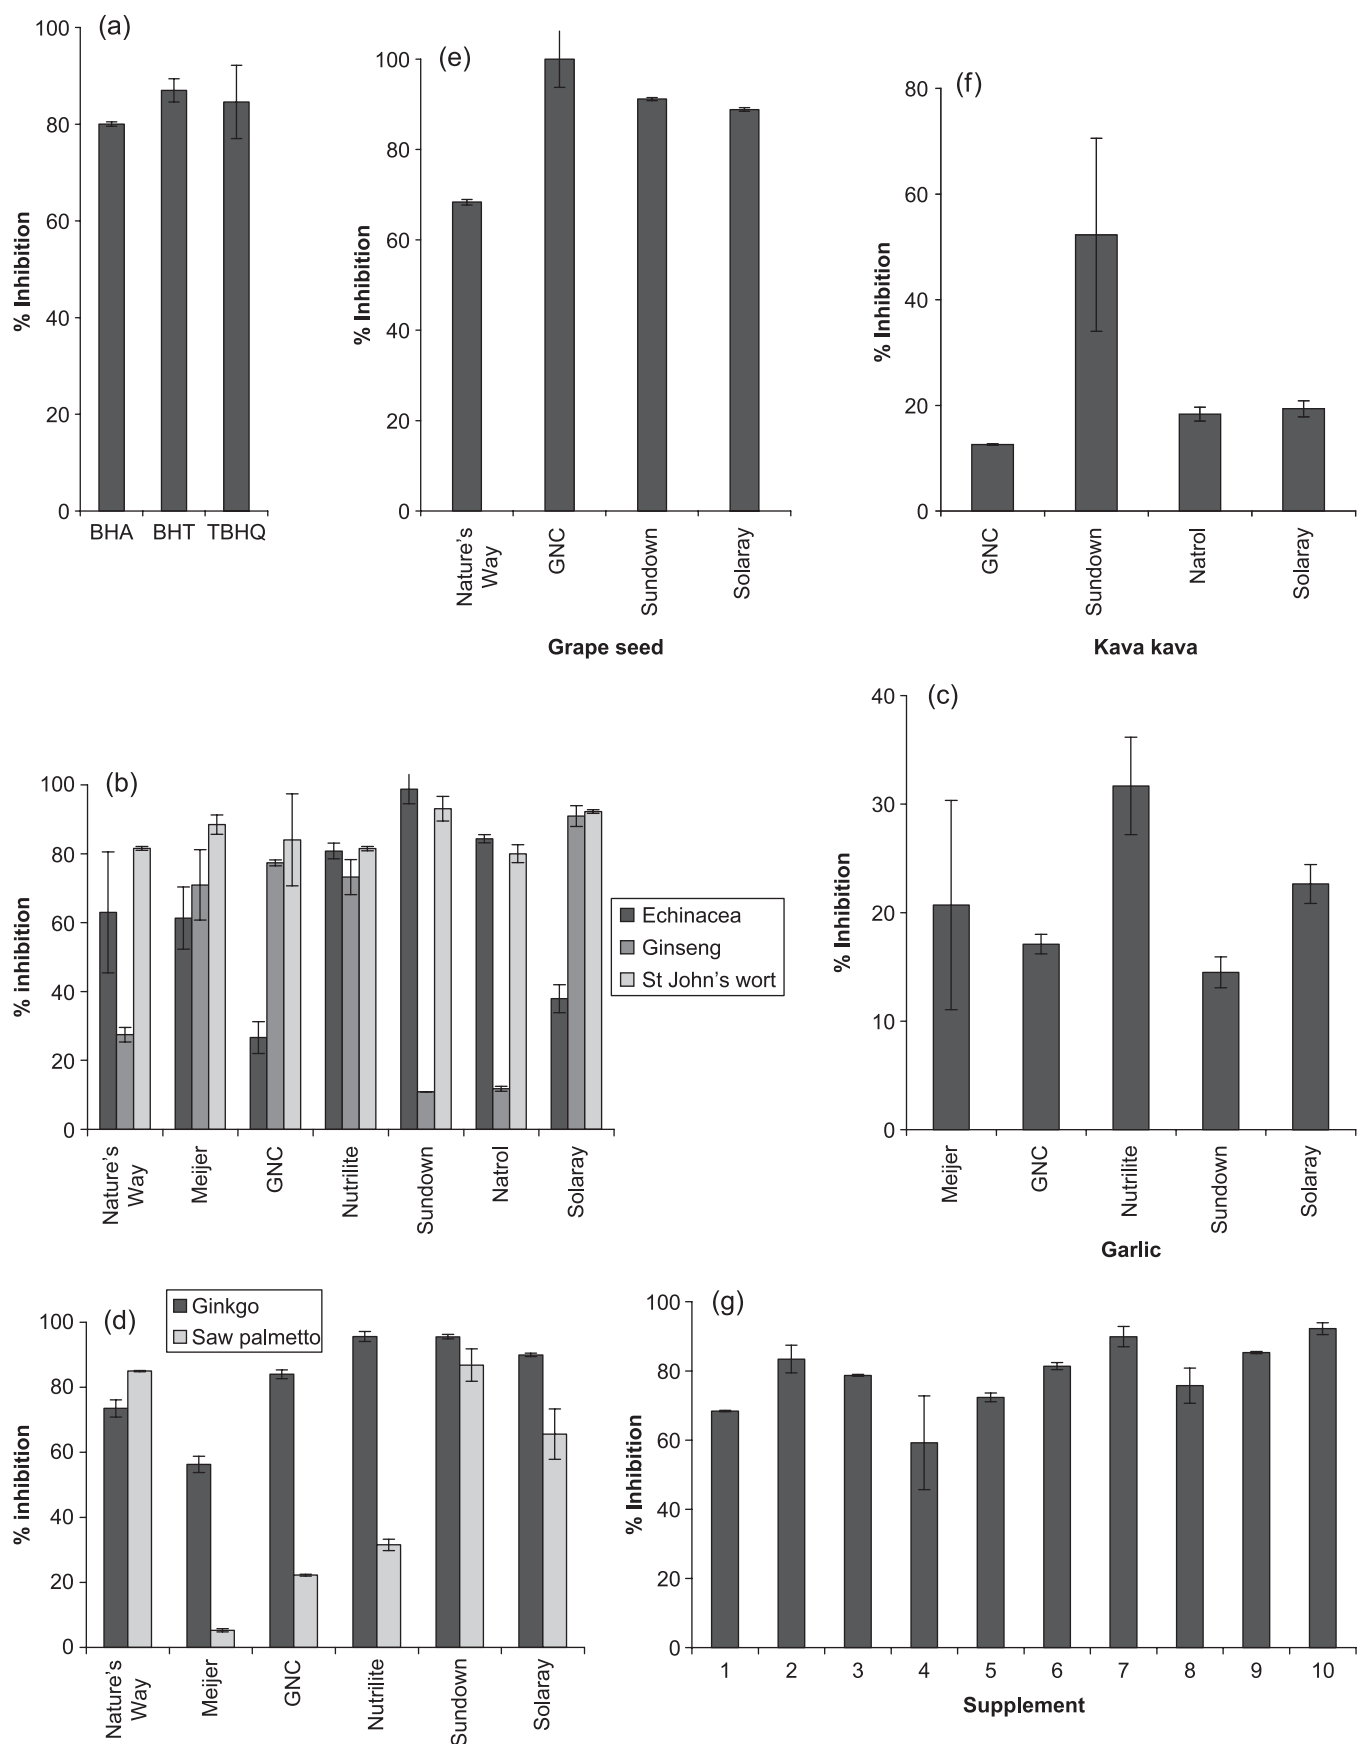 (a)
100
80
60
40
20
0
% Inhibition
BHA BHT TBHQ
(e)
100
80
60
40
20
0
% Inhibition
Nature's Way
GNC
Sundown
Solaray
Grape seed
(f)
80
60
40
20
0
% Inhibition
GNC
Sundown
Natrol
Solaray
Kava kava
(b)
100
80
60
40
20
0
% inhibition
Nature's Way
Meijer
GNC
Nutrilite
Sundown
Natrol
Solaray
Echinacea
Ginseng
St John's wort
(c)
40
30
20
10
0
% Inhibition
Meijer
GNC
Nutrilite
Sundown
Solaray
Garlic
(d)
Ginkgo
Saw palmetto
100
80
60
40
20
0
% inhibition
Nature's Way
Meijer
GNC
Nutrilite
Sundown
Solaray
(g)
100
80
60
40
20
0
% Inhibition
1 2 3 4 5 6 7 8 9 10
Supplement